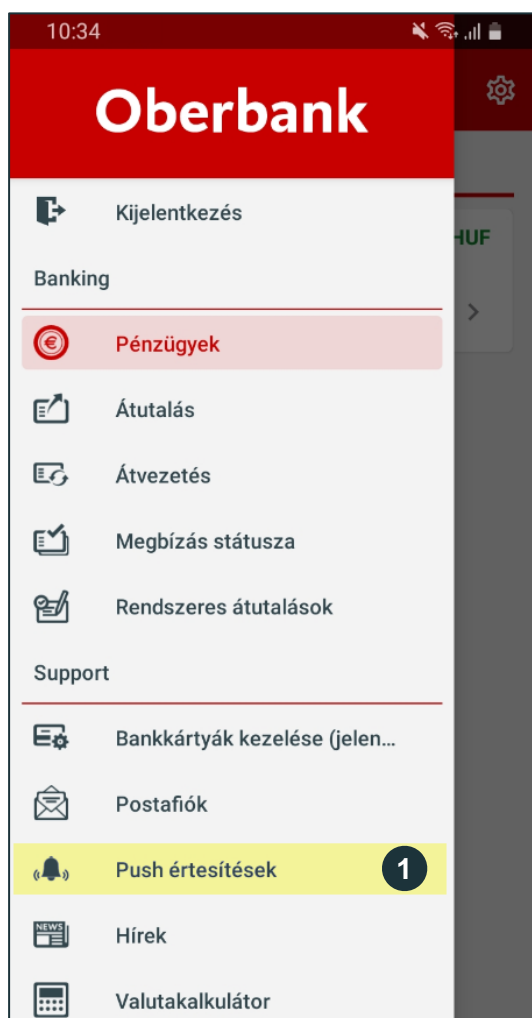 10:34
Oberbank
Kijelentkezés
HUF
Banking
Pénzügyek
Átutalás
Átvezetés
Megbízás státusza
Rendszeres átutalások
Support
Bankkártyák kezelése (jelen...
Postafiók
Push értesítések 1
NEWS
Hírek
Valutakalkulátor